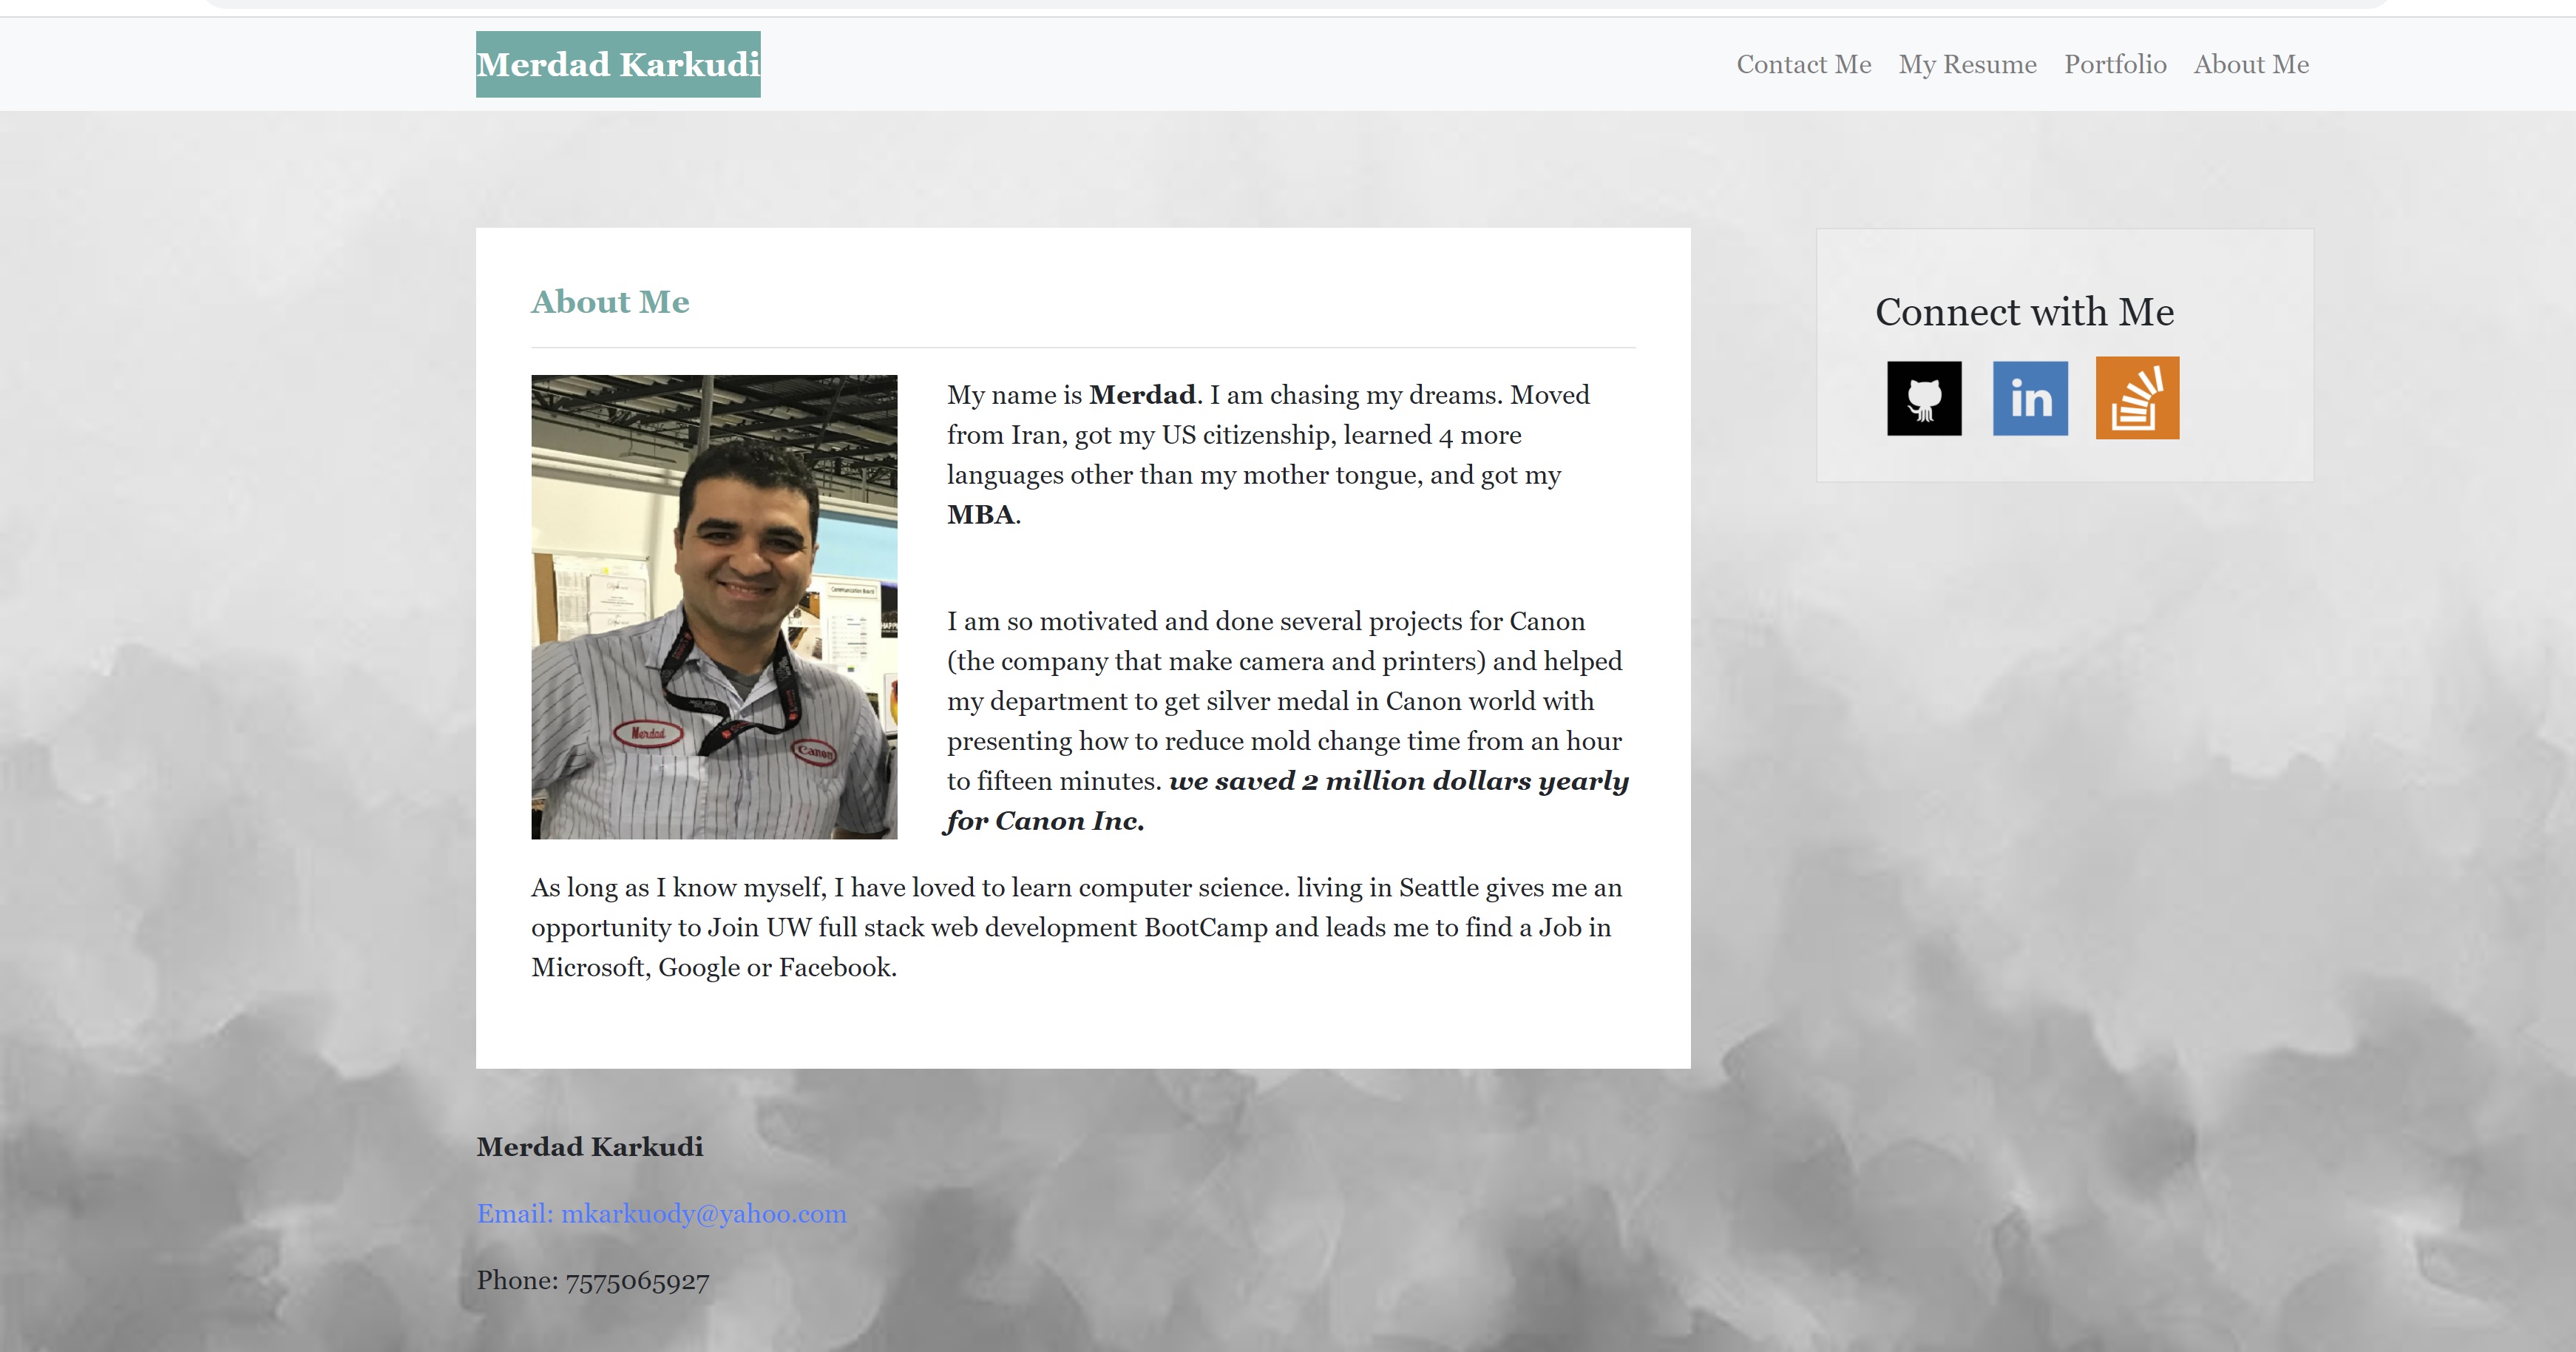 Merdad Karkudi
Contact Me
My Resume
Portfolio
About Me
About Me
My name is Merdad. I am chasing my dreams. Moved
from Iran, got my US citizenship, learned 4 more
languages other than my mother tongue, and got my
MBA.
I am so motivated and done several projects for Canon
(the company that make camera and printers) and helped
my department to get silver medal in Canon world with
presenting how to reduce mold change time from an hour
to fifteen minutes. we saved 2 million dollars yearly
for Canon Inc.
Communication Board
Merdad
Canon
As long as I know myself, I have loved to learn computer science. living in Seattle gives me an
opportunity to Join UW full stack web development BootCamp and leads me to find a Job in
Microsoft, Google or Facebook.
Connect with Me
in
Merdad Karkudi
Email: mkarkuody@yahoo.com
Phone: 7575065927